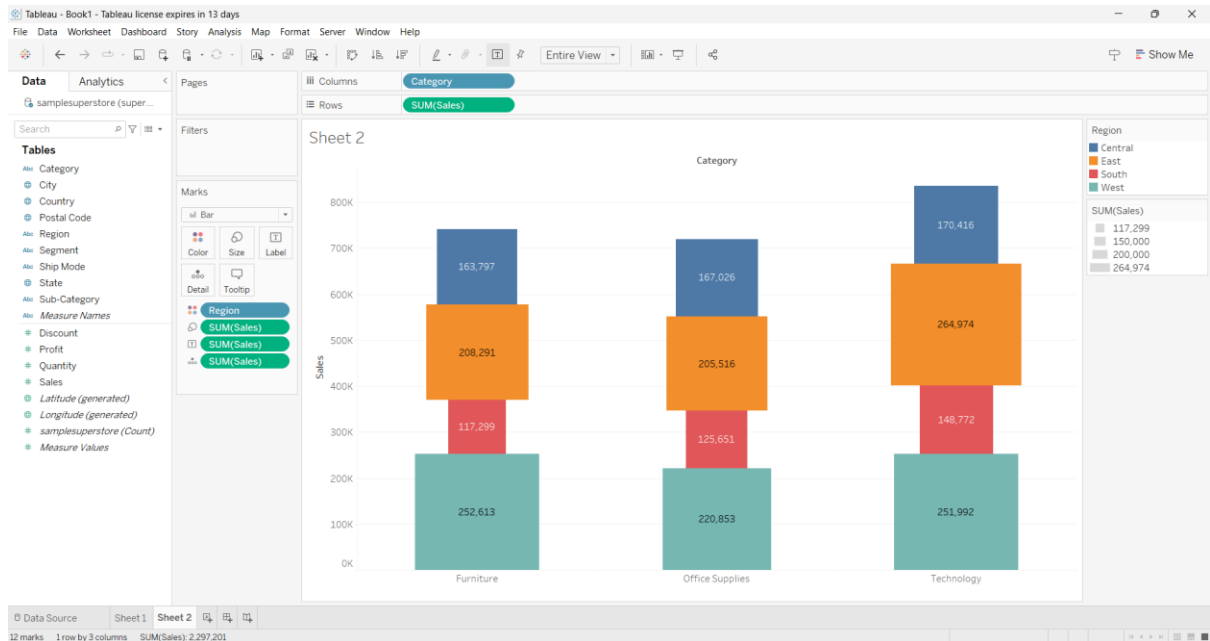 Tableau - Book1 - Tableau license expires in 13 days
File Data Worksheet Dashboard Story Analysis Map Format Server Window Help
Entire View
Show Me
Data Analytics
samplesuperstore (super...
Search
Tables
Abc Category
City
Country
Postal Code
Abc Region
Abc Segment
Abc Ship Mode
State
Abc Sub-Category
Abc Measure Names
# Discount
# Profit
# Quantity
# Sales
Latitude (generated)
Longitude (generated)
# samplesuperstore (Count)
# Measure Values
Pages
Filters
Marks
Bar
Color Size Label
Detail Tooltip
Region
SUM(Sales)
SUM(Sales)
SUM(Sales)
Columns Category
Rows SUM(Sales)
Sheet 2
Category
Sales
800K
700K
600K
500K
400K
300K
200K
100K
0K
163,797
208,291
117,299
252,613
167,026
205,516
125,651
220,853
170,416
264,974
148,772
251,992
Furniture Office Supplies Technology
Region
Central
East
South
West
SUM(Sales)
117,299
150,000
200,000
264,974
Data Source Sheet 1 Sheet 2
12 marks 1 row by 3 columns SUM(Sales): 2,297,201